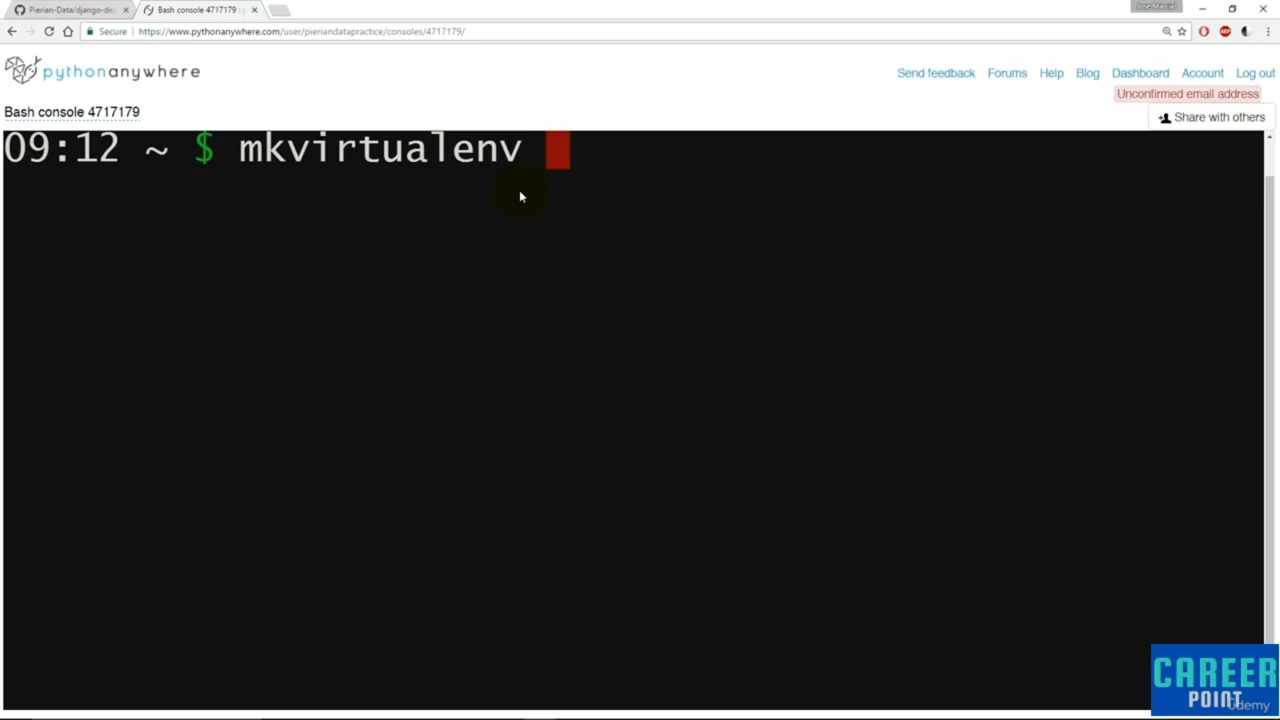 Pierian-Data/django-de
Bash console 4717179 :
Secure
https://www.pythonanywhere.com/user/pieriandatapractice/consoles/4717179/
pythonanywhere
Send feedback
Forums
Help
Blog
Dashboard
Account
Log out
Unconfirmed email address
Bash console 4717179
Share with others
09:12 ~ $ mkvirtualenv
CAREER
POINT
Udemy